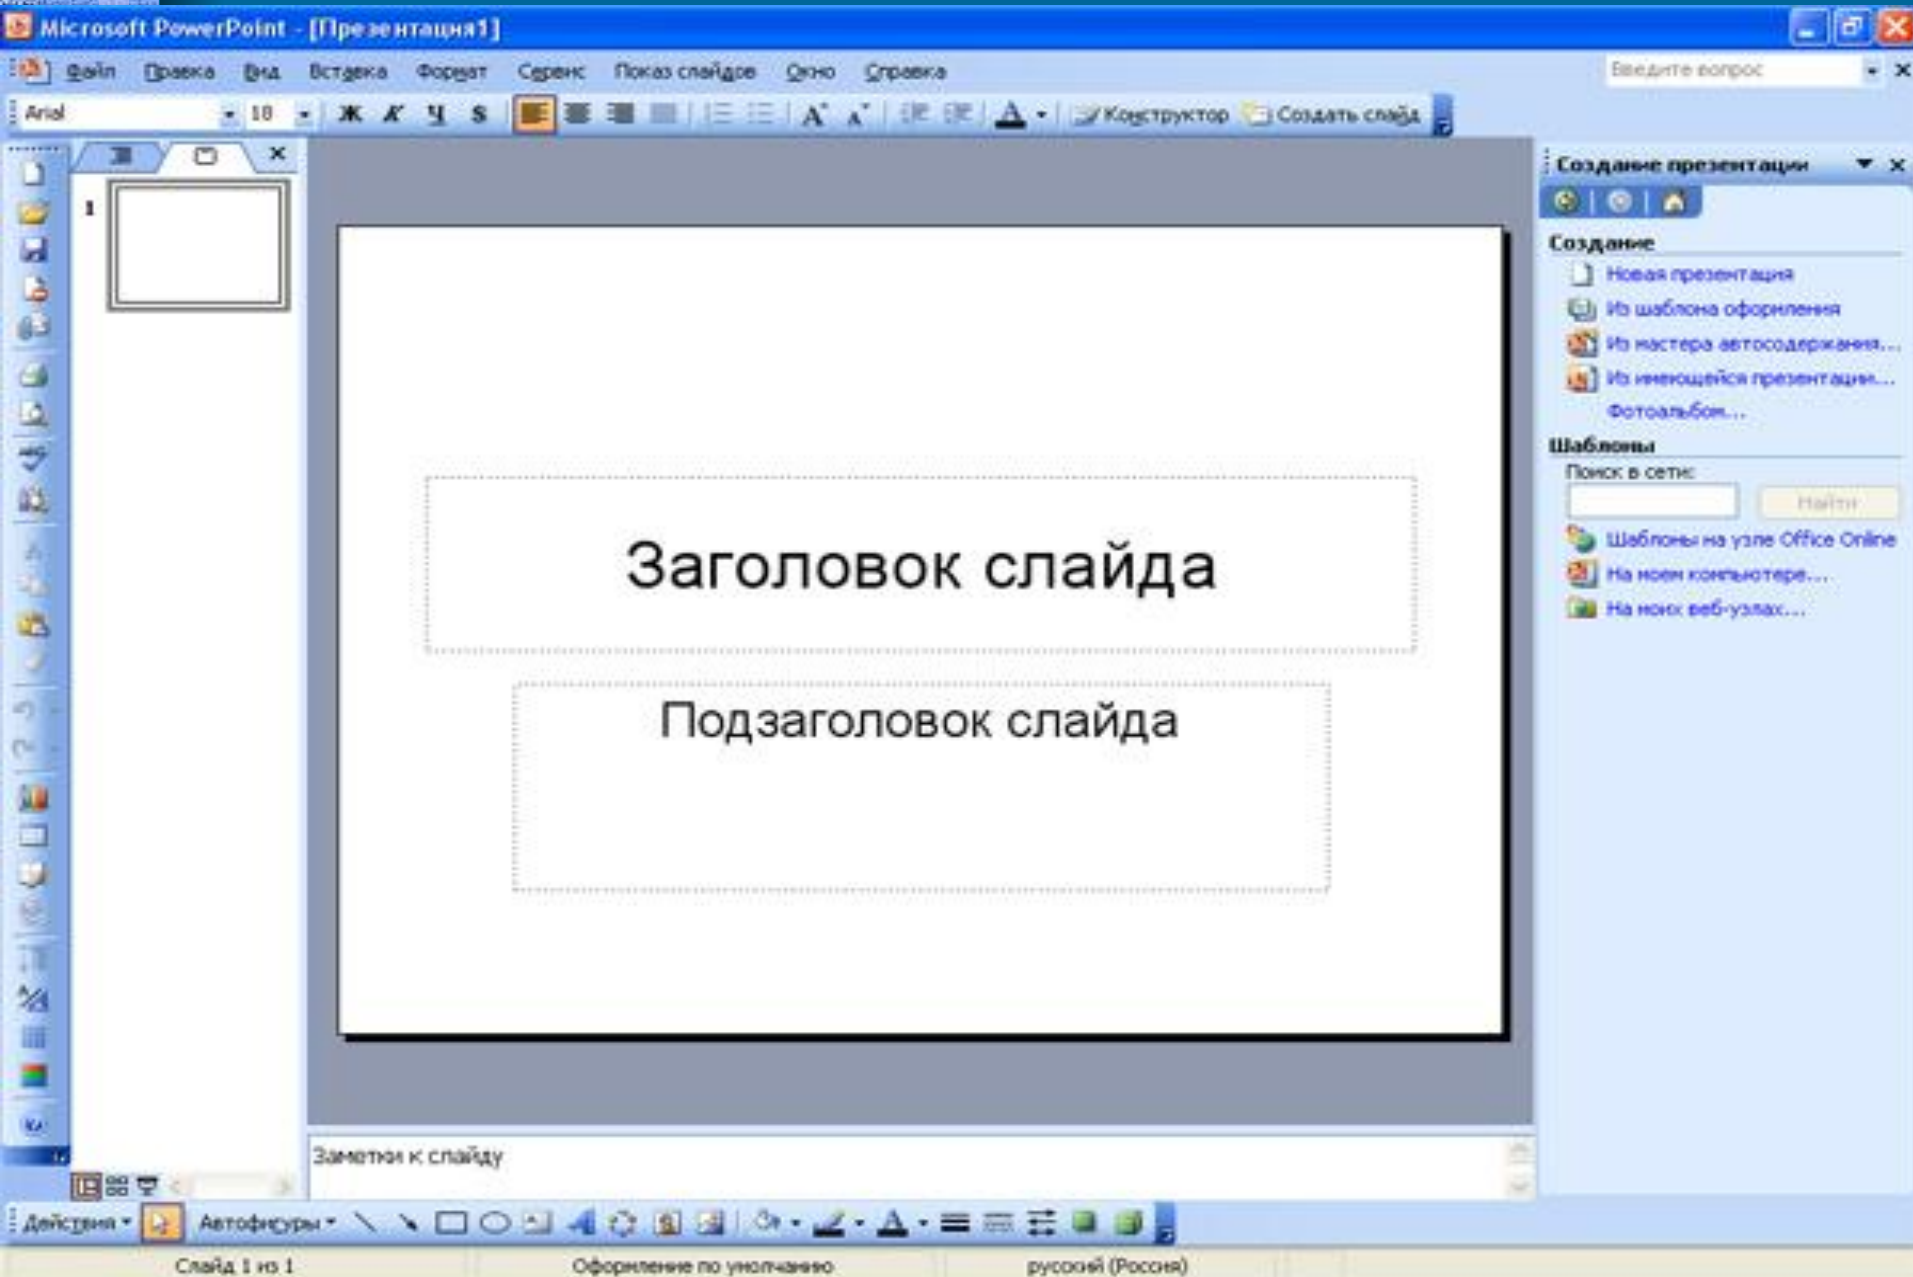 Microsoft PowerPoint - [Презентация1]
Файл Правка Вид Вставка Формат Сервис Показ слайдов Окно Справка Введите вопрос
Arial 18 Ж К Ч S Конструктор Создать слайд
1
Создание презентации
Создание
Новая презентация
Из шаблона оформления
Из мастера автосодержания...
Из имеющейся презентации...
Фотоальбом...
Шаблоны
Поиск в сети:
Найти
Шаблоны на узле Office Online
На моем компьютере...
На моих веб-узлах...
Заголовок слайда
Подзаголовок слайда
Заметки к слайду
Действия Автофигуры
Слайд 1 из 1 Оформление по умолчанию русский (Россия)